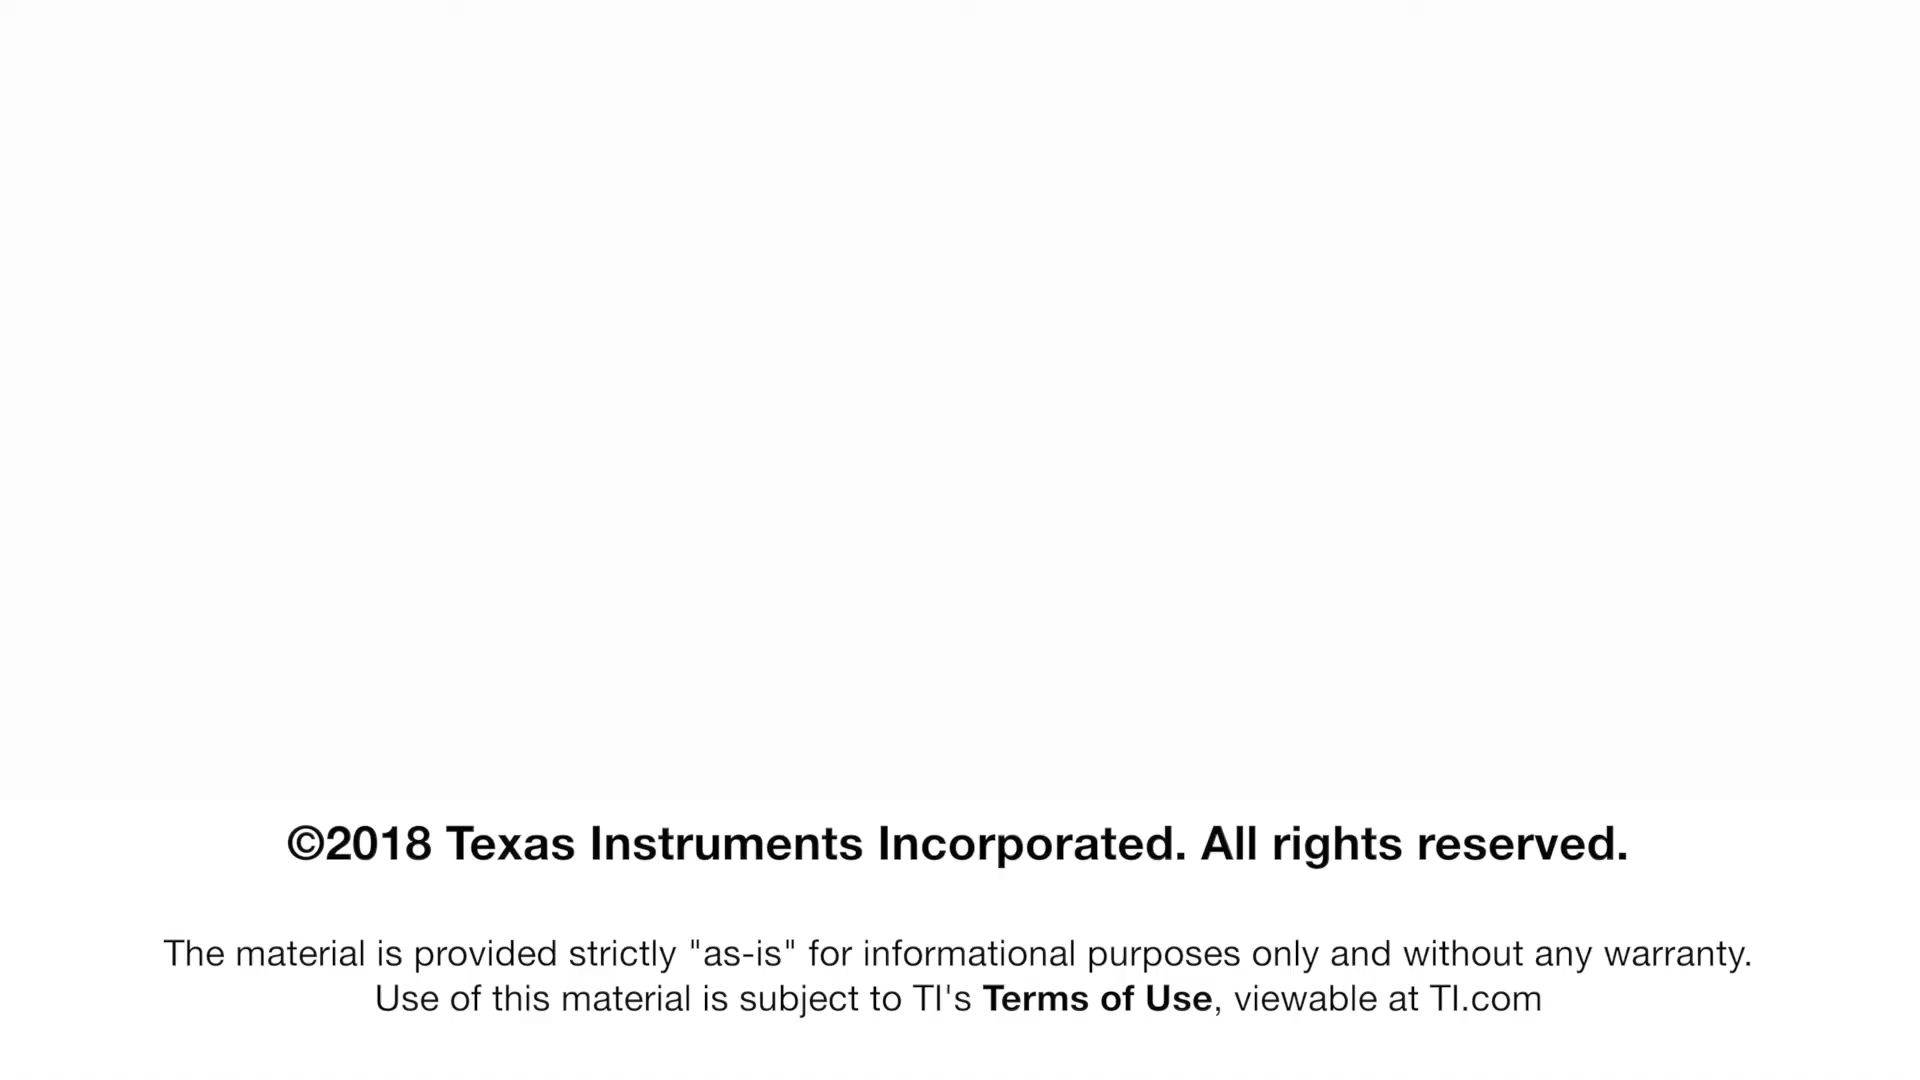 ©2018 Texas Instruments Incorporated. All rights reserved.
The material is provided strictly "as-is" for informational purposes only and without any warranty.
Use of this material is subject to TI's Terms of Use, viewable at TI.com